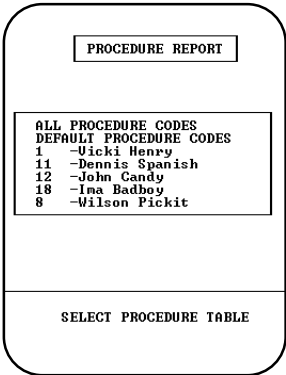 PROCEDURE REPORT
ALL PROCEDURE CODES
DEFAULT PROCEDURE CODES
1 -Vicki Henry
11 -Dennis Spanish
12 -John Candy
18 -Ima Badboy
8 -Wilson Pickit
SELECT PROCEDURE TABLE